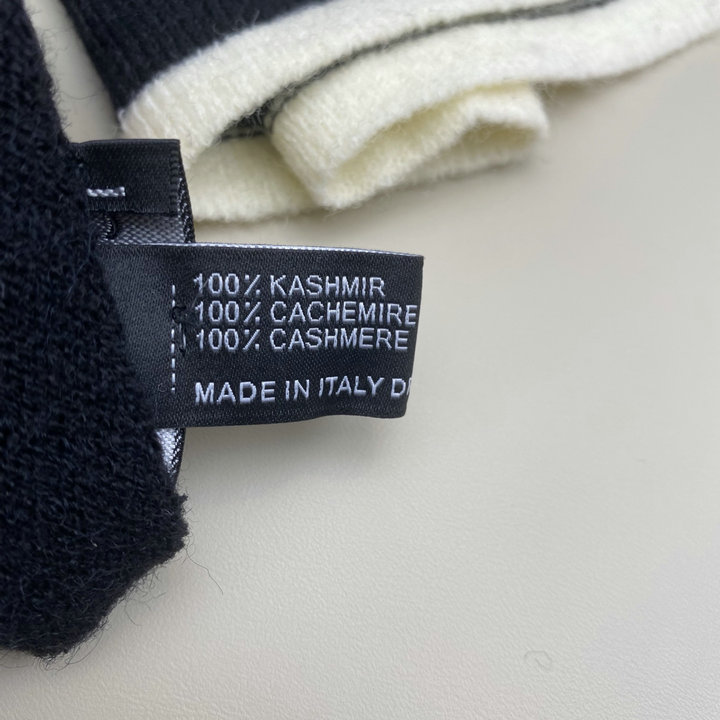 100% KASHMIR
100% CACHEMIRE
100% CASHMERE
MADE IN ITALY